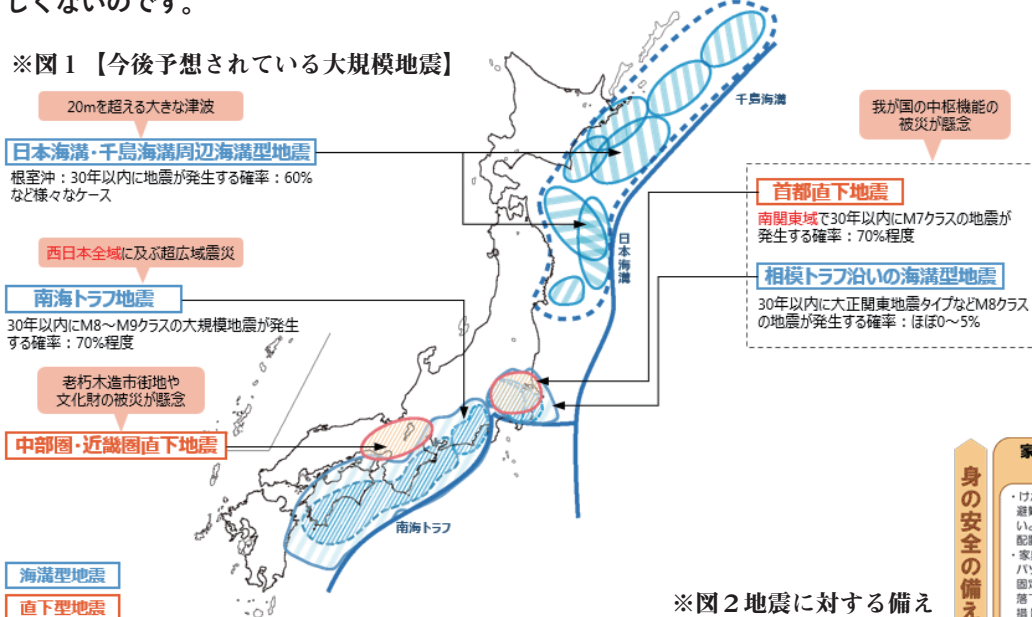 しくないのです。
※図１【今後予想されている大規模地震】
20mを超える大きな津波
日本海溝・千島海溝周辺海溝型地震
根室沖：30年以内に地震が発生する確率：60%
など様々なケース
西日本全域に及ぶ超広域震災
南海トラフ地震
30年以内にM8～M9クラスの大規模地震が発生
する確率：70%程度
老朽木造市街地や
文化財の被災が懸念
中部圏・近畿圏直下地震
海溝型地震
直下型地震
千島海溝
日本海溝
南海トラフ
我が国の中枢機能の
被災が懸念
首都直下地震
南関東域で30年以内にM7クラスの地震が
発生する確率：70%程度
相模トラフ沿いの海溝型地震
30年以内に大正関東地震タイプなどM8クラス
の地震が発生する確率：ほぼ0～5%
※図２地震に対する備え
身の安全の備え